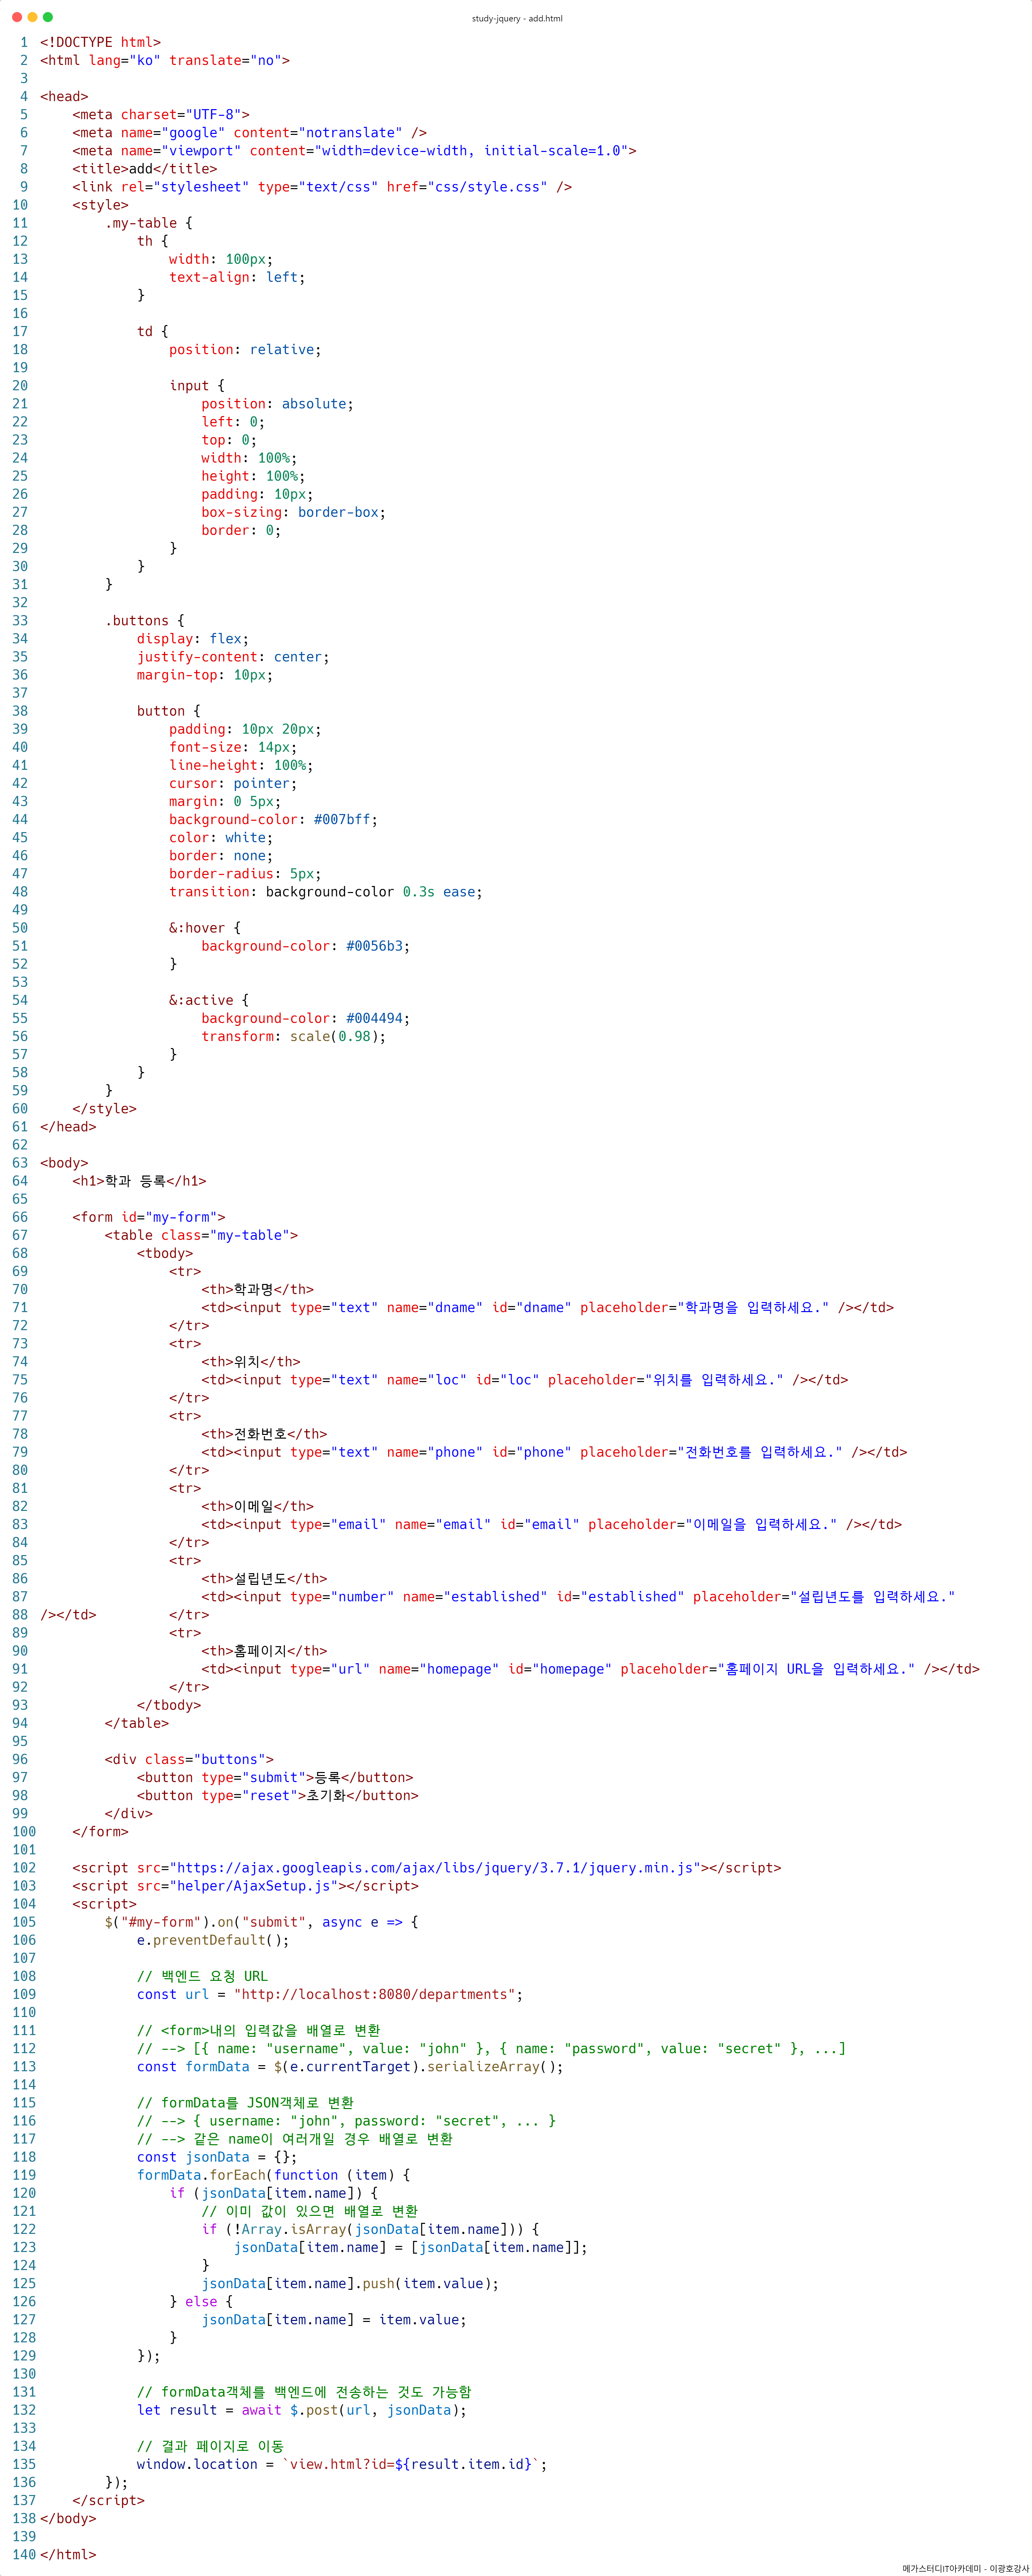 study-jquery - add.html
1 <!DOCTYPE html>
2 <html lang="ko" translate="no">
3
4 <head>
5     <meta charset="UTF-8">
6     <meta name="google" content="notranslate" />
7     <meta name="viewport" content="width=device-width, initial-scale=1.0">
8     <title>add</title>
9     <link rel="stylesheet" type="text/css" href="css/style.css" />
10     <style>
11         .my-table {
12             th {
13                 width: 100px;
14                 text-align: left;
15             }
16
17             td {
18                 position: relative;
19
20                 input {
21                     position: absolute;
22                     left: 0;
23                     top: 0;
24                     width: 100%;
25                     height: 100%;
26                     padding: 10px;
27                     box-sizing: border-box;
28                     border: 0;
29                 }
30             }
31         }
32
33         .buttons {
34             display: flex;
35             justify-content: center;
36             margin-top: 10px;
37
38             button {
39                 padding: 10px 20px;
40                 font-size: 14px;
41                 line-height: 100%;
42                 cursor: pointer;
43                 margin: 0 5px;
44                 background-color: #007bff;
45                 color: white;
46                 border: none;
47                 border-radius: 5px;
48                 transition: background-color 0.3s ease;
49
50                 &:hover {
51                     background-color: #0056b3;
52                 }
53
54                 &:active {
55                     background-color: #004494;
56                     transform: scale(0.98);
57                 }
58             }
59         }
60     </style>
61 </head>
62
63 <body>
64     <h1>학과 등록</h1>
65
66     <form id="my-form">
67         <table class="my-table">
68             <tbody>
69                 <tr>
70                     <th>학과명</th>
71                     <td><input type="text" name="dname" id="dname" placeholder="학과명을 입력하세요." /></td>
72                 </tr>
73                 <tr>
74                     <th>위치</th>
75                     <td><input type="text" name="loc" id="loc" placeholder="위치를 입력하세요." /></td>
76                 </tr>
77                 <tr>
78                     <th>전화번호</th>
79                     <td><input type="text" name="phone" id="phone" placeholder="전화번호를 입력하세요." /></td>
80                 </tr>
81                 <tr>
82                     <th>이메일</th>
83                     <td><input type="email" name="email" id="email" placeholder="이메일을 입력하세요." /></td>
84                 </tr>
85                 <tr>
86                     <th>설립년도</th>
87                     <td><input type="number" name="established" id="established" placeholder="설립년도를 입력하세요."
88 /></td>         </tr>
89                 <tr>
90                     <th>홈페이지</th>
91                     <td><input type="url" name="homepage" id="homepage" placeholder="홈페이지 URL을 입력하세요." /></td>
92                 </tr>
93             </tbody>
94         </table>
95
96         <div class="buttons">
97             <button type="submit">등록</button>
98             <button type="reset">초기화</button>
99         </div>
100     </form>
101
102     <script src="https://ajax.googleapis.com/ajax/libs/jquery/3.7.1/jquery.min.js"></script>
103     <script src="helper/AjaxSetup.js"></script>
104     <script>
105         $("#my-form").on("submit", async e => {
106             e.preventDefault();
107
108             // 백엔드 요청 URL
109             const url = "http://localhost:8080/departments";
110
111             // <form>내의 입력값을 배열로 변환
112             // --> [{ name: "username", value: "john" }, { name: "password", value: "secret" }, ...]
113             const formData = $(e.currentTarget).serializeArray();
114
115             // formData를 JSON객체로 변환
116             // --> { username: "john", password: "secret", ... }
117             // --> 같은 name이 여러개일 경우 배열로 변환
118             const jsonData = {};
119             formData.forEach(function (item) {
120                 if (jsonData[item.name]) {
121                     // 이미 값이 있으면 배열로 변환
122                     if (!Array.isArray(jsonData[item.name])) {
123                         jsonData[item.name] = [jsonData[item.name]];
124                     }
125                     jsonData[item.name].push(item.value);
126                 } else {
127                     jsonData[item.name] = item.value;
128                 }
129             });
130
131             // formData객체를 백엔드에 전송하는 것도 가능함
132             let result = await $.post(url, jsonData);
133
134             // 결과 페이지로 이동
135             window.location = `view.html?id=${result.item.id}`;
136         });
137     </script>
138 </body>
139
140 </html>
메가스터디IT아카데미 - 이광호강사